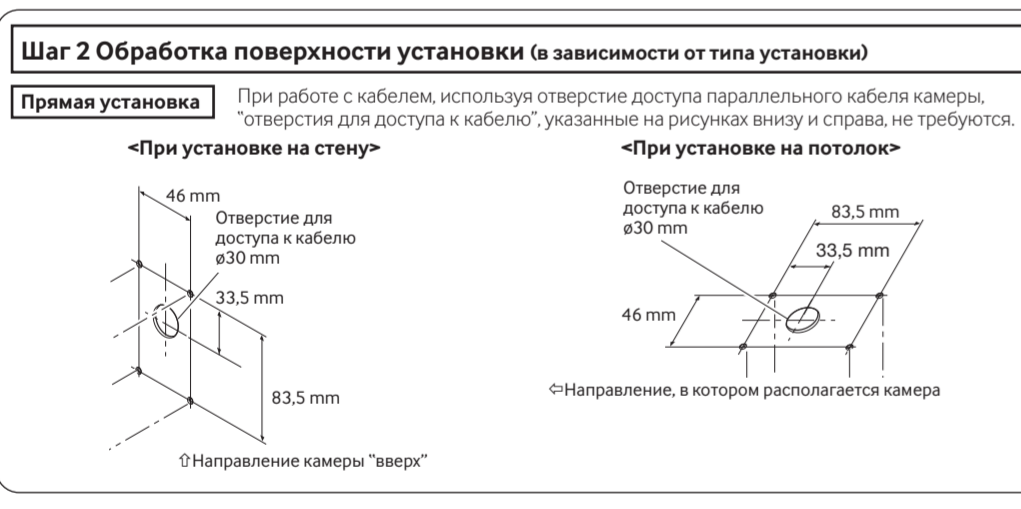 Шаг 2 Обработка поверхности установки (в зависимости от типа установки)
Прямая установка
При работе с кабелем, используя отверстие доступа параллельного кабеля камеры,
"отверстия для доступа к кабелю", указанные на рисунках внизу и справа, не требуются.
<При установке на стену>
46 mm
Отверстие для
доступа к кабелю
ø30 mm
33,5 mm
83,5 mm
⇧Направление камеры "вверх"
<При установке на потолок>
Отверстие для
доступа к кабелю
ø30 mm
83,5 mm
33,5 mm
46 mm
⇦Направление, в котором располагается камера